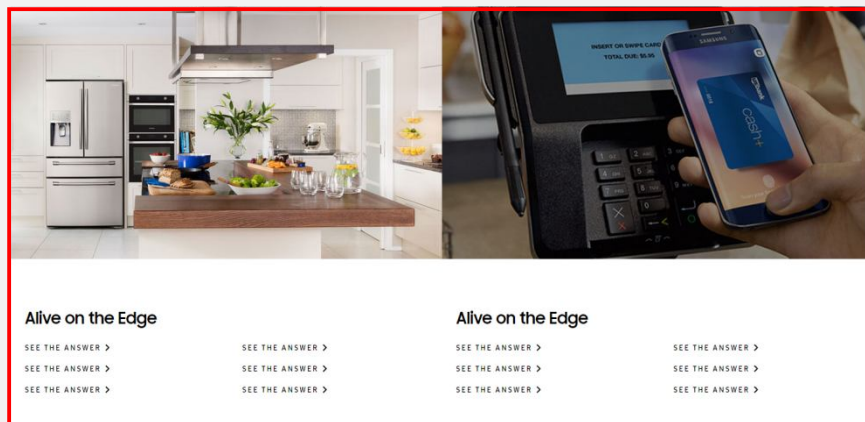 INSERT OR SWIPE CARD
TOTAL DUE: $5.95
SAMSUNG
cash+
Alive on the Edge
SEE THE ANSWER >
SEE THE ANSWER >
SEE THE ANSWER >
SEE THE ANSWER >
SEE THE ANSWER >
SEE THE ANSWER >
Alive on the Edge
SEE THE ANSWER >
SEE THE ANSWER >
SEE THE ANSWER >
SEE THE ANSWER >
SEE THE ANSWER >
SEE THE ANSWER >